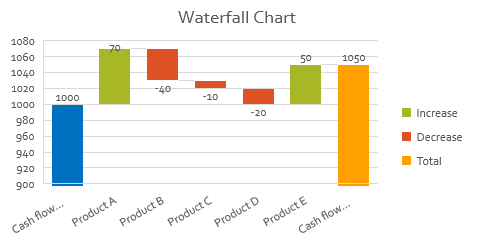 Waterfall Chart
1080
1060
1040
1020
1000
980
960
940
920
900
1000
70
-40
-10
-20
50
1050
Cash flow...
Product A
Product B
Product C
Product D
Product E
Cash flow...
Increase
Decrease
Total